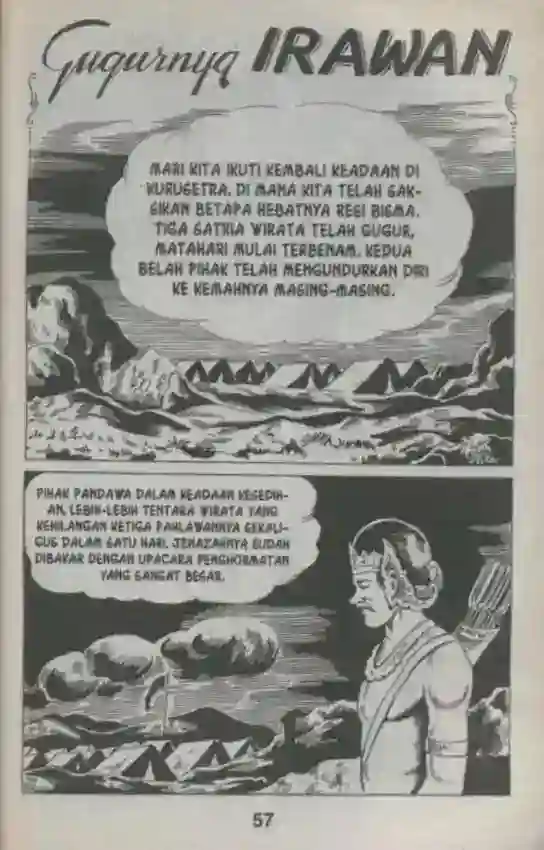 Gugurnya IRAWAN
MARI KITA IKUTI KEMBALI KEADAAN DI
KURUSETRA. DI MANA KITA TELAH SAK-
SIKAN BETAPA HEBATNYA RESI BISMA.
TIGA SATRIA WIRATA TELAH GUGUR,
MATAHARI MULAI TERBENAM. KEDUA
BELAH PIHAK TELAH MENGUNDURKAN DIRI
KE KEMAHNYA MASING-MASING.
PIHAK PANDAWA DALAM KEADAAN KESEDIH-
AN, LEBIH-LEBIH TENTARA WIRATA YANG
KEHILANGAN KETIGA PAHLAWANNYA SEKALI-
GUS DALAM SATU HARI. JENAZAHNYA SUDAH
DIBAKAR DENGAN UPACARA PENGHORMATAN
YANG SANGAT BESAR.
57